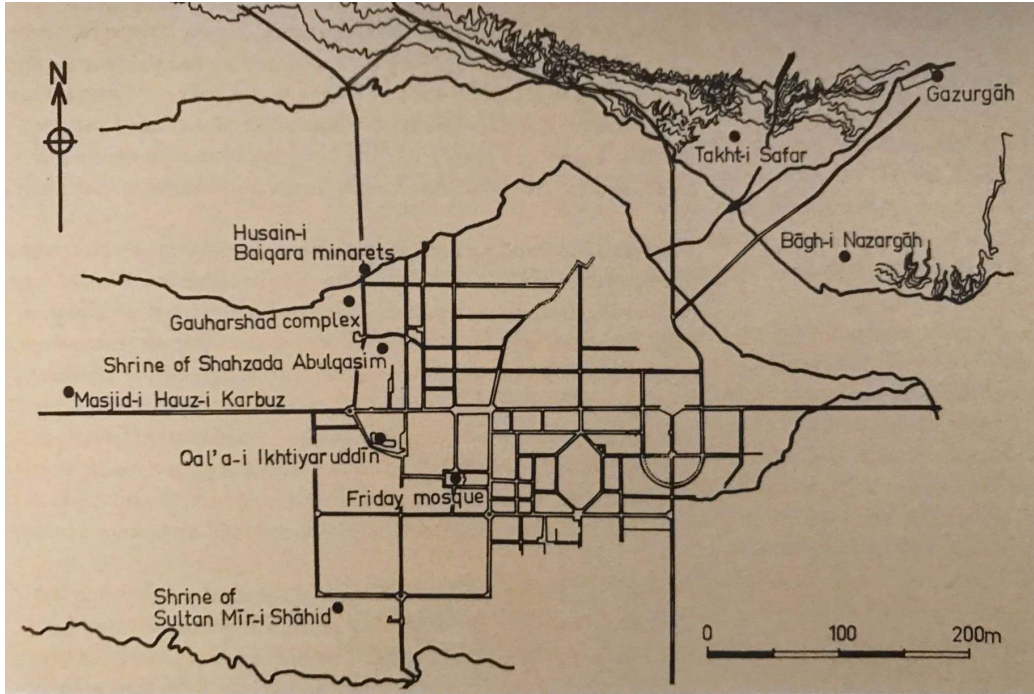 N
Gazurgāh
Takht-i Safar
Husain-i
Baiqara minarets
Bāgh-i Nazargāh
Gauharshad complex
Shrine of Shahzada Abulqasim
Masjid-i Hauz-i Karbuz
Qal'a-i Ikhtiyaruddīn
Friday mosque
Shrine of
Sultan Mīr-i Shāhid
0 100 200m